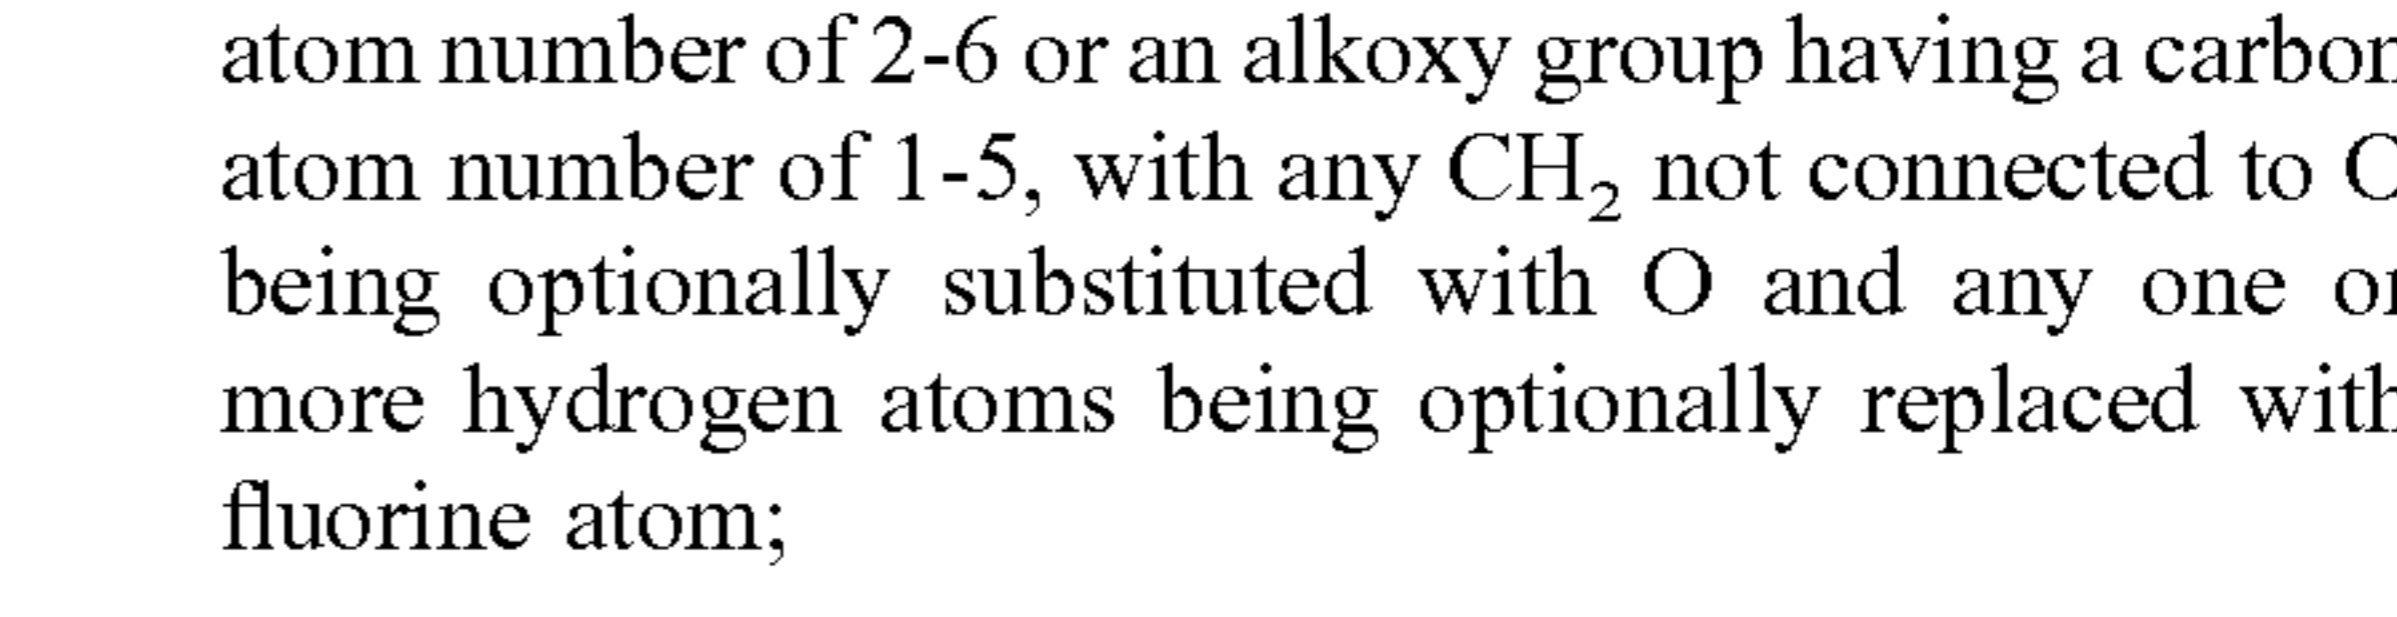 atom number of 2-6 or an alkoxy group having a carbon
atom number of 1-5, with any CH₂ not connected to O
being optionally substituted with O and any one or
more hydrogen atoms being optionally replaced with
fluorine atom;